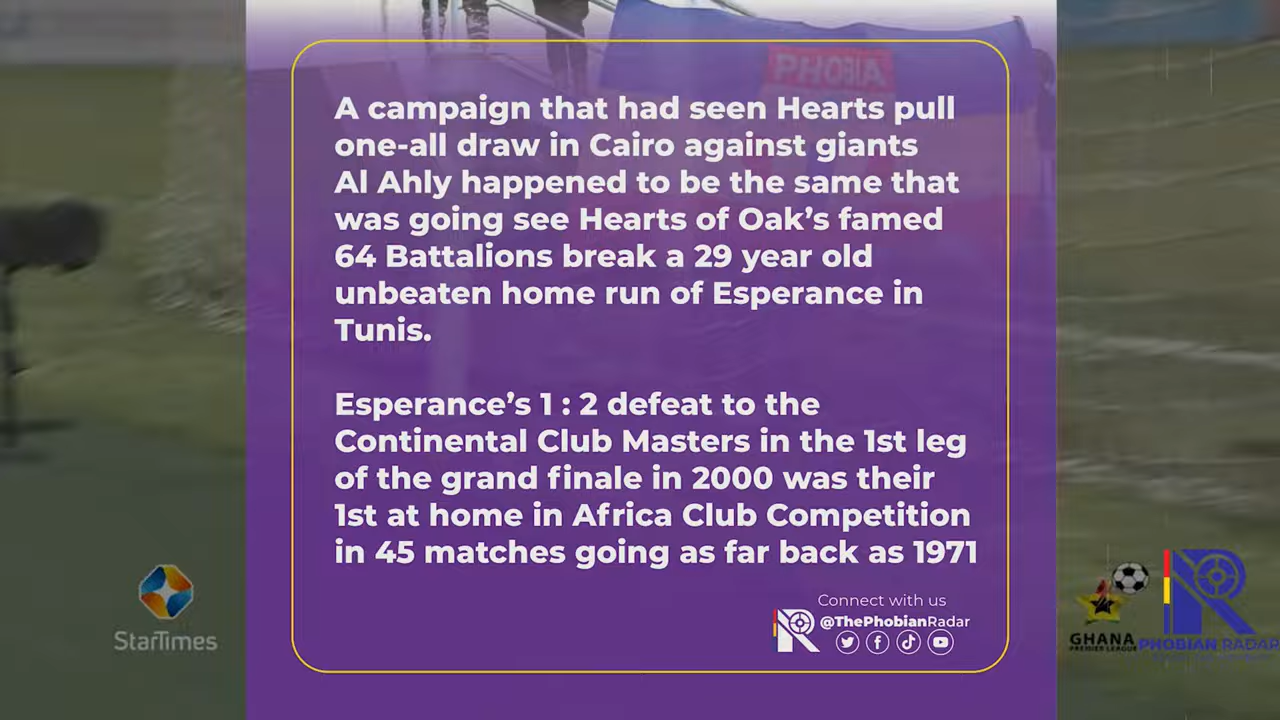 PHOBIA
A campaign that had seen Hearts pull
one-all draw in Cairo against giants
Al Ahly happened to be the same that
was going see Hearts of Oak's famed
64 Battalions break a 29 year old
unbeaten home run of Esperance in
Tunis.
Esperance's 1 : 2 defeat to the
Continental Club Masters in the 1st leg
of the grand finale in 2000 was their
1st at home in Africa Club Competition
in 45 matches going as far back as 1971
Connect with us
@ThePhobianRadar
StarTimes
GHANA
PREMIER LEAGUE
PHOBIAN RADAR